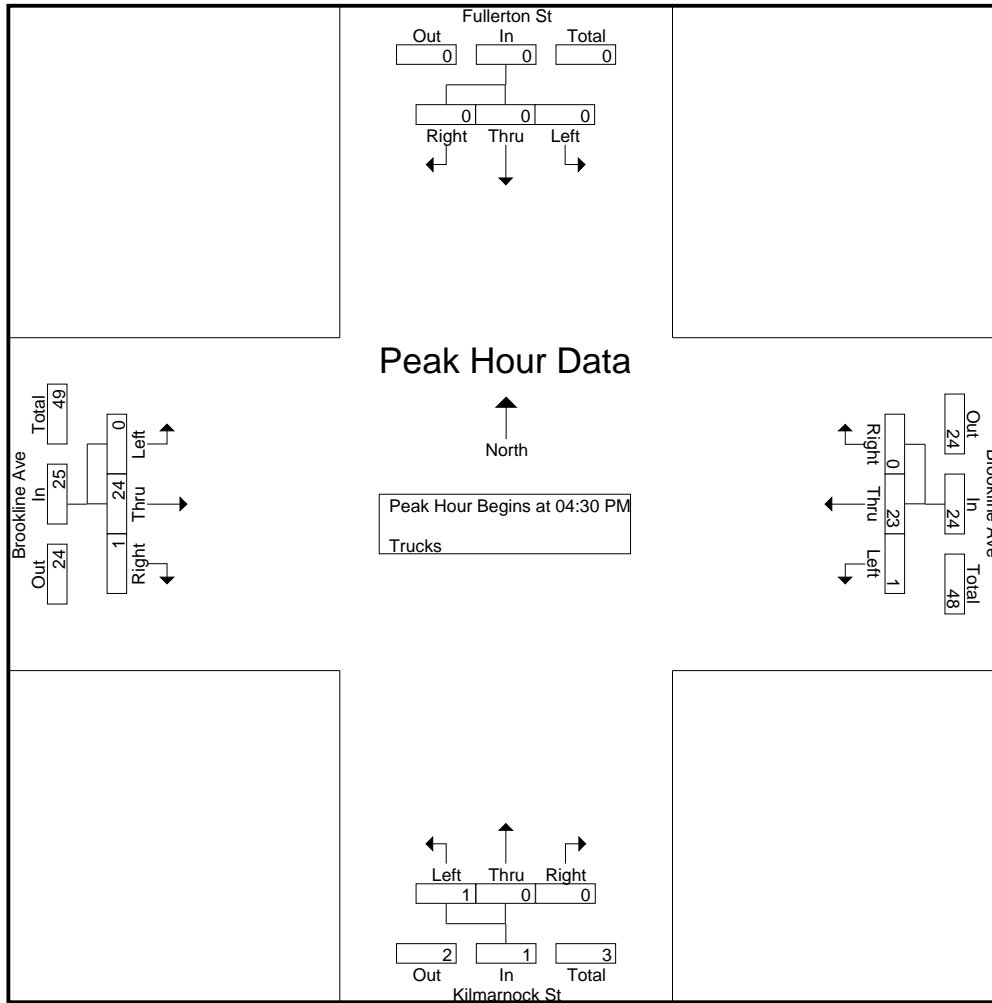 Fullerton St
Out In Total
0 0 0
0 0 0
Right Thru Left
Peak Hour Data
North
Peak Hour Begins at 04:30 PM
Trucks
Brookline Ave
Total In Out
49 25 24
0 24 1
Left Thru Right
Right Thru Left
0 23 1
24 24 48
Out In Total
Brookline Ave
Left Thru Right
1 0 0
2 1 3
Out In Total
Kilmarnock St